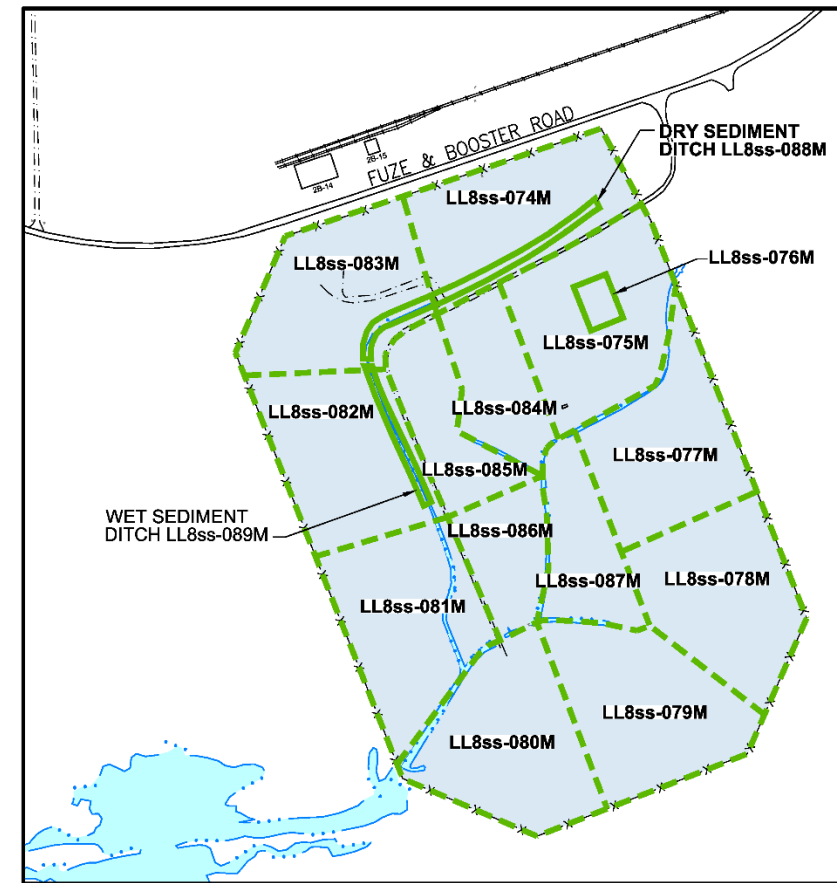 2B-15
2B-14
FUZE & BOOSTER ROAD
DRY SEDIMENT
DITCH LL8ss-088M
LL8ss-074M
LL8ss-076M
LL8ss-083M
LL8ss-075M
LL8ss-082M
LL8ss-084M
LL8ss-077M
LL8ss-085M
WET SEDIMENT
DITCH LL8ss-089M
LL8ss-086M
LL8ss-087M
LL8ss-078M
LL8ss-081M
LL8ss-079M
LL8ss-080M